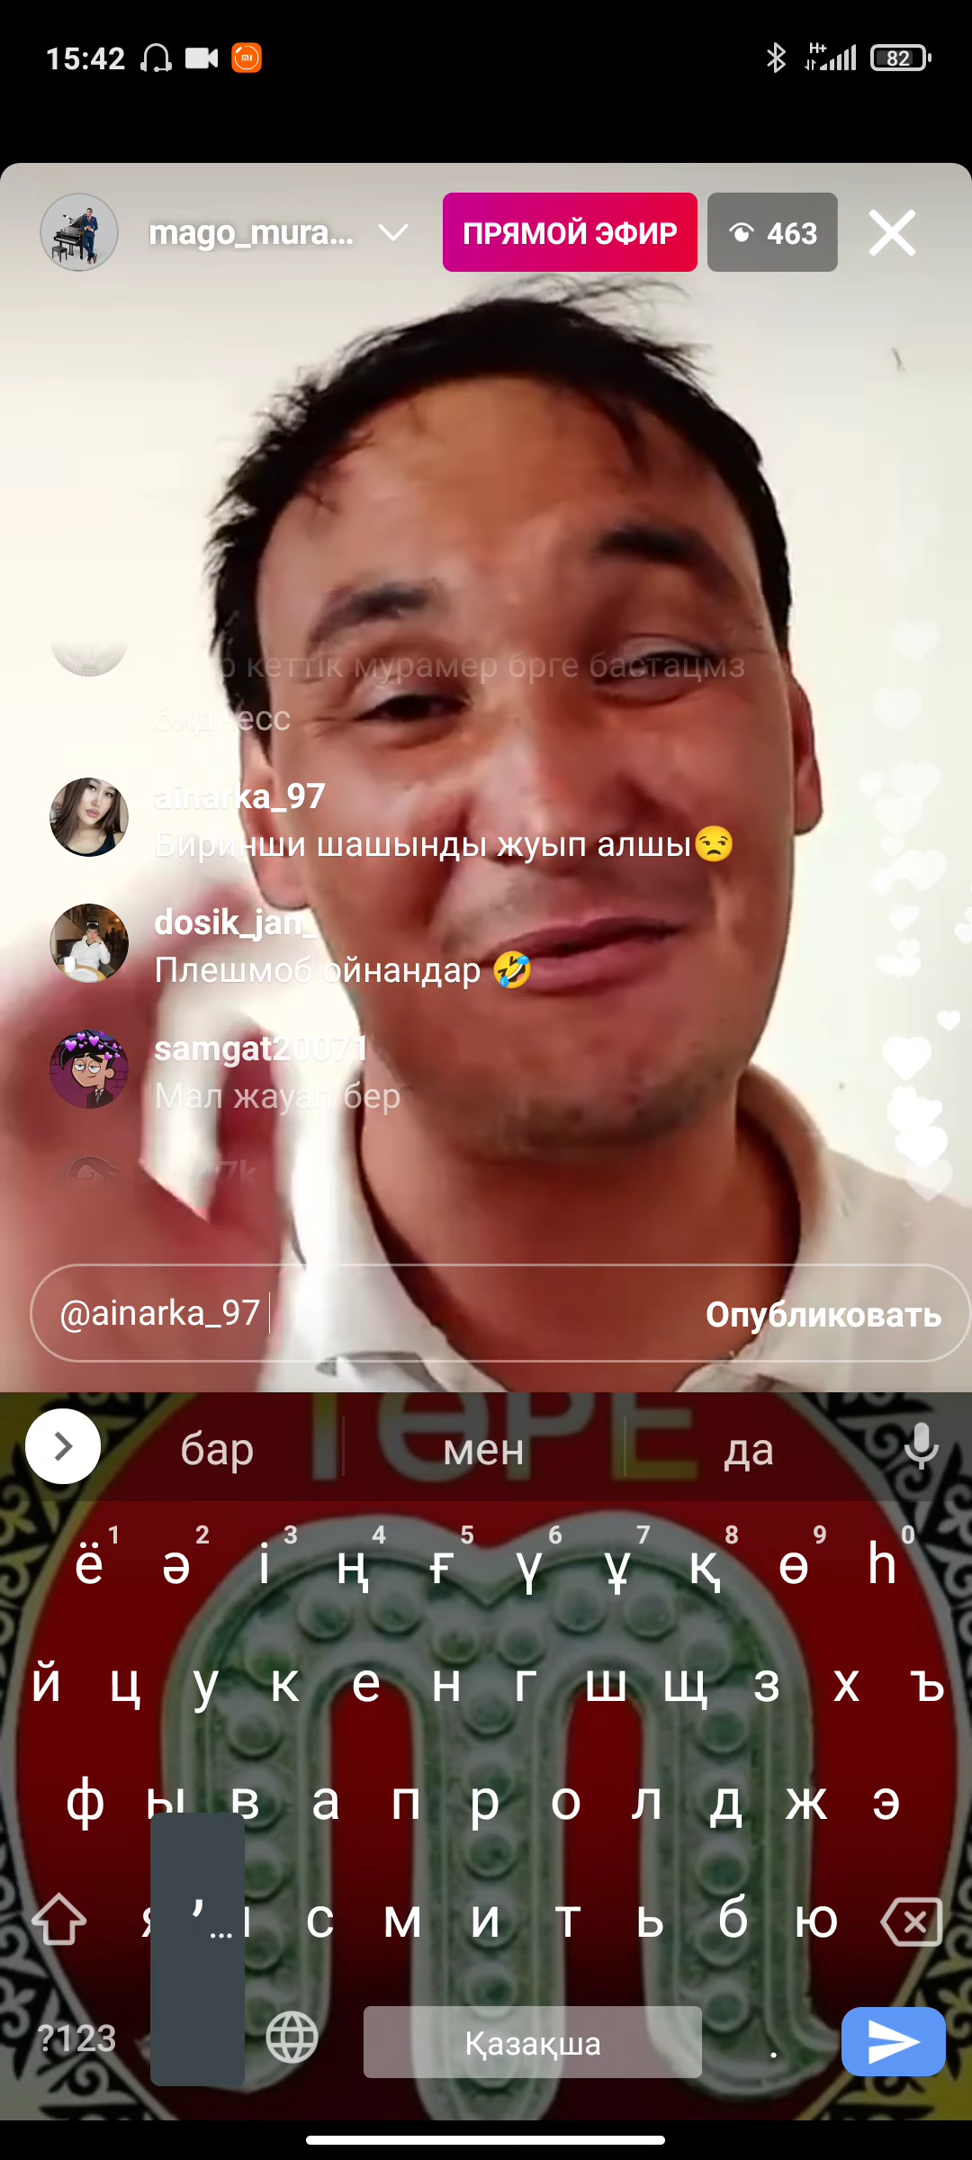 15:42
H+
82
mago_mura...
ПРЯМОЙ ЭФИР
463
кеттік мурамер брге бастацмз
ainarka_97
Биринши шашынды жуып алшы😒
dosik_jan_
Плешмоб ойнандар 🤣
samgat20071
Мал жауап бер
@ainarka_97
Опубликовать
ТӨРЕ
бар мен да
1 2 3 4 5 6 7 8 9 0
ё ә і ң ғ ү ұ қ ө һ
й ц у к е н г ш щ з х ъ
ф ы в а п р о л д ж э
я , ... с м и т ь б ю
?123 Қазақша .